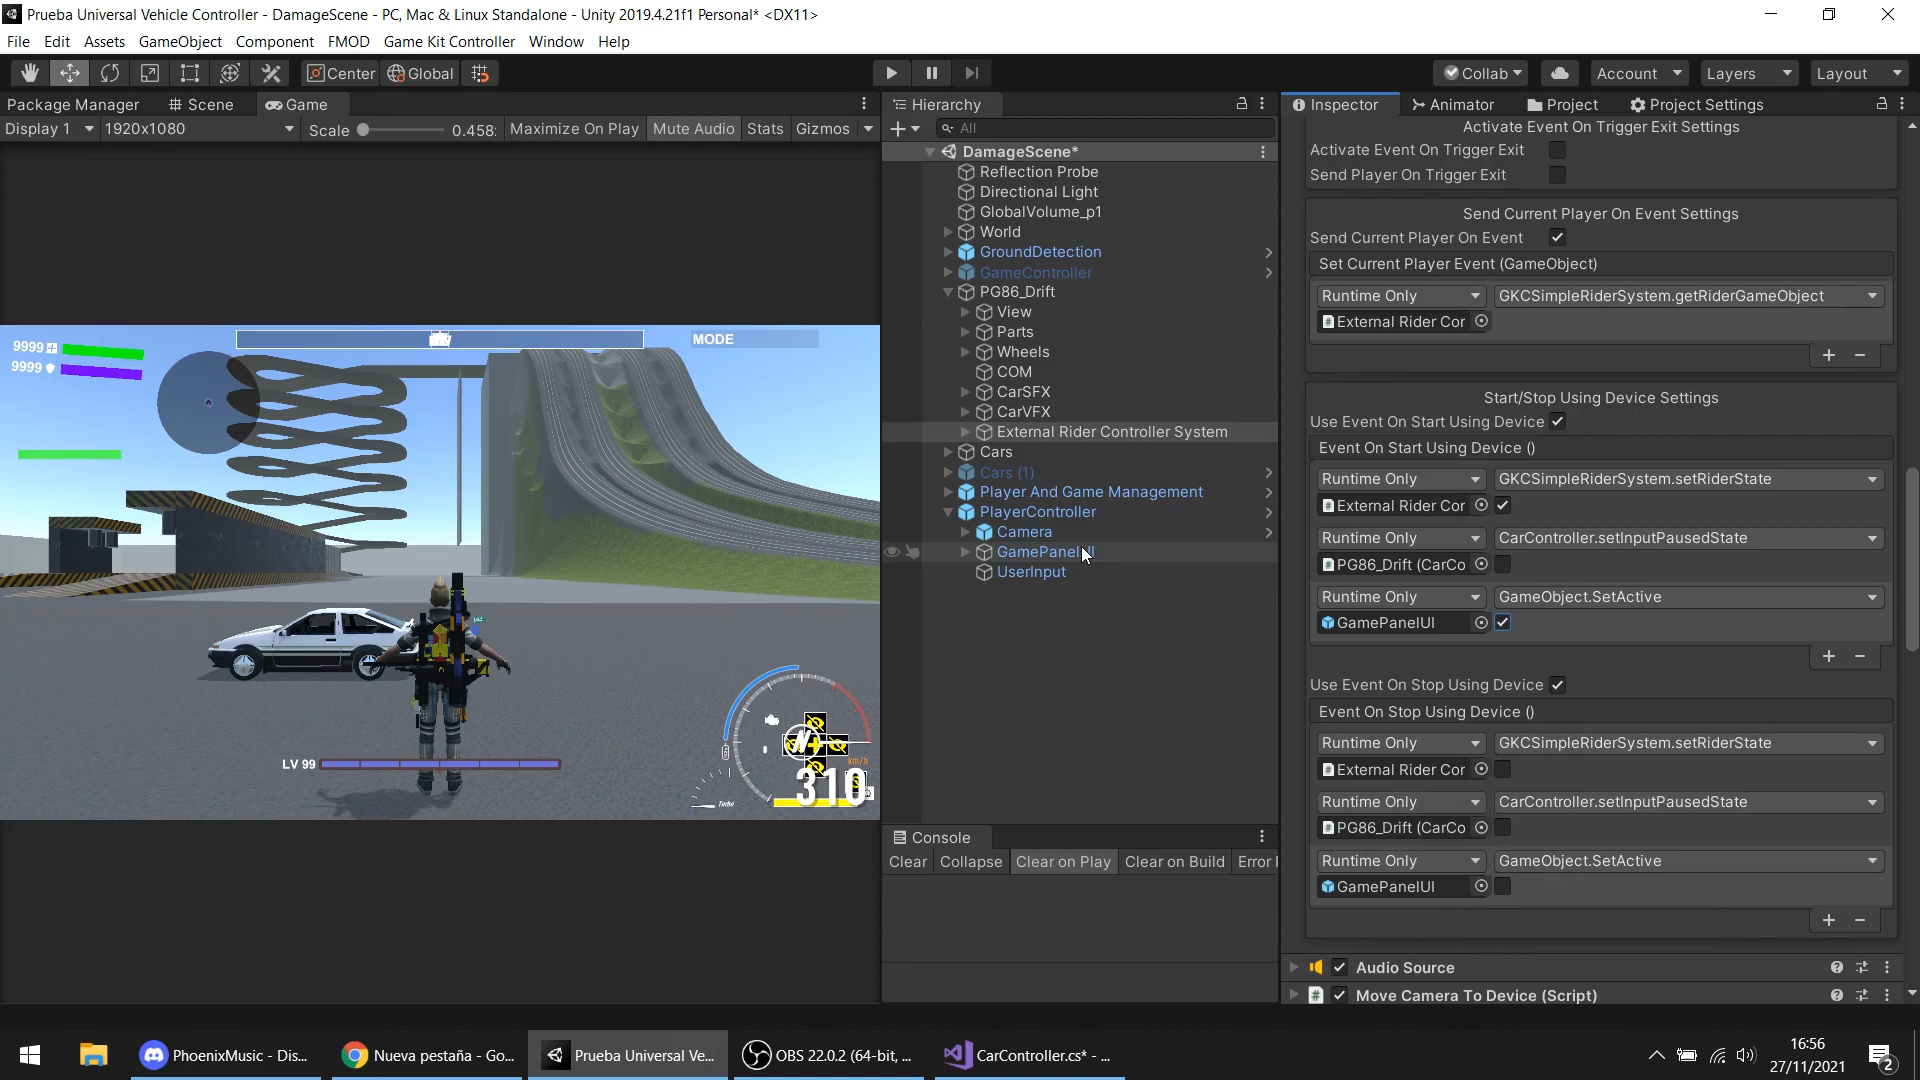 Prueba Universal Vehicle Controller - DamageScene - PC, Mac & Linux Standalone - Unity 2019.4.21f1 Personal* <DX11>
File Edit Assets GameObject Component FMOD Game Kit Controller Window Help
Center Global Collab Account Layers Layout
Package Manager Scene Game
Display 1 1920x1080 Scale 0.458: Maximize On Play Mute Audio Stats Gizmos
9999
9999
MODE
LV 99
km/h
310
Turbo
Hierarchy
All
DamageScene*
Reflection Probe
Directional Light
GlobalVolume_p1
World
GroundDetection
GameController
PG86_Drift
View
Parts
Wheels
COM
CarSFX
CarVFX
External Rider Controller System
Cars
Cars (1)
Player And Game Management
PlayerController
Camera
GamePanelUI
UserInput
Console
Clear Collapse Clear on Play Clear on Build Error
Inspector Animator Project Project Settings
Activate Event On Trigger Exit Settings
Activate Event On Trigger Exit
Send Player On Trigger Exit
Send Current Player On Event Settings
Send Current Player On Event
Set Current Player Event (GameObject)
Runtime Only GKCSimpleRiderSystem.getRiderGameObject
External Rider Cor
+ −
Start/Stop Using Device Settings
Use Event On Start Using Device
Event On Start Using Device ()
Runtime Only GKCSimpleRiderSystem.setRiderState
External Rider Cor
Runtime Only CarController.setInputPausedState
PG86_Drift (CarCo
Runtime Only GameObject.SetActive
GamePanelUI
+ −
Use Event On Stop Using Device
Event On Stop Using Device ()
Runtime Only GKCSimpleRiderSystem.setRiderState
External Rider Cor
Runtime Only CarController.setInputPausedState
PG86_Drift (CarCo
Runtime Only GameObject.SetActive
GamePanelUI
+ −
Audio Source
Move Camera To Device (Script)
PhoenixMusic - Dis... Nueva pestaña - Go... Prueba Universal Ve... OBS 22.0.2 (64-bit, ... CarController.cs* - ...
16:56
27/11/2021
2